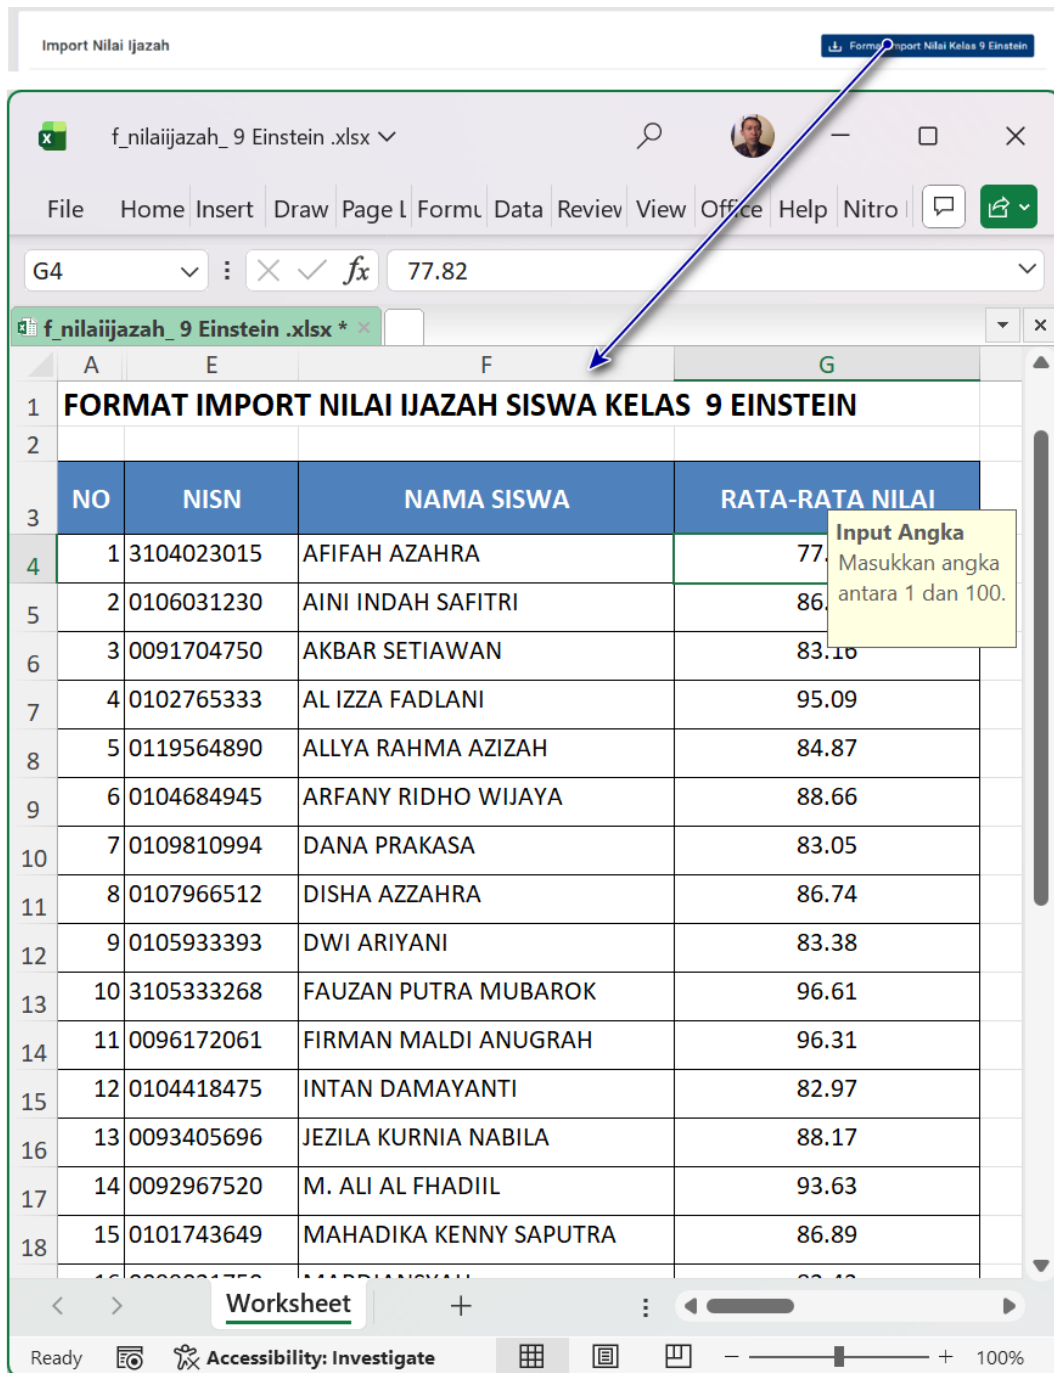 Import Nilai Ijazah
Format Import Nilai Kelas 9 Einstein
f_nilaiijazah_ 9 Einstein .xlsx
File Home Insert Draw Page L Formu Data Review View Office Help Nitro
G4 fx 77.82
f_nilaiijazah_ 9 Einstein .xlsx *
A E F G
1 FORMAT IMPORT NILAI IJAZAH SISWA KELAS 9 EINSTEIN
2
3 NO NISN NAMA SISWA RATA-RATA NILAI
Input Angka
Masukkan angka
antara 1 dan 100.
4 1 3104023015 AFIFAH AZAHRA 77.
5 2 0106031230 AINI INDAH SAFITRI 86.
6 3 0091704750 AKBAR SETIAWAN 83.16
7 4 0102765333 AL IZZA FADLANI 95.09
8 5 0119564890 ALLYA RAHMA AZIZAH 84.87
9 6 0104684945 ARFANY RIDHO WIJAYA 88.66
10 7 0109810994 DANA PRAKASA 83.05
11 8 0107966512 DISHA AZZAHRA 86.74
12 9 0105933393 DWI ARIYANI 83.38
13 10 3105333268 FAUZAN PUTRA MUBAROK 96.61
14 11 0096172061 FIRMAN MALDI ANUGRAH 96.31
15 12 0104418475 INTAN DAMAYANTI 82.97
16 13 0093405696 JEZILA KURNIA NABILA 88.17
17 14 0092967520 M. ALI AL FHADIIL 93.63
18 15 0101743649 MAHADIKA KENNY SAPUTRA 86.89
Worksheet
Ready Accessibility: Investigate 100%